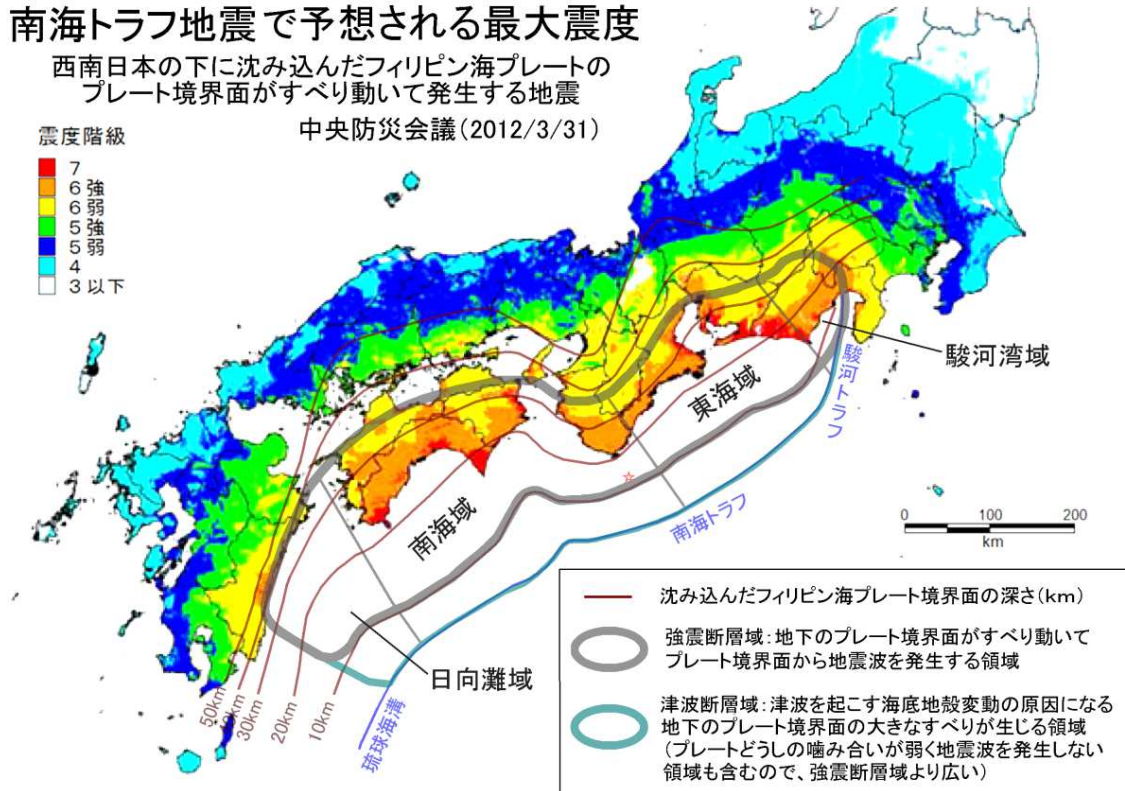 南海トラフ地震で予想される最大震度
西南日本の下に沈み込んだフィリピン海プレートの
プレート境界面がすべり動いて発生する地震
中央防災会議(2012/3/31)
震度階級
7
6強
6弱
5強
5弱
4
3以下
駿河湾域
駿河トラフ
東海域
南海トラフ
南海域
日向灘域
琉球海溝
50km
30km
20km
10km
0 100 200
km
沈み込んだフィリピン海プレート境界面の深さ(km)
強震断層域:地下のプレート境界面がすべり動いて
プレート境界面から地震波を発生する領域
津波断層域:津波を起こす海底地殻変動の原因になる
地下のプレート境界面の大きなすべりが生じる領域
(プレートどうしの噛み合いが弱く地震波を発生しない
領域も含むので、強震断層域より広い)